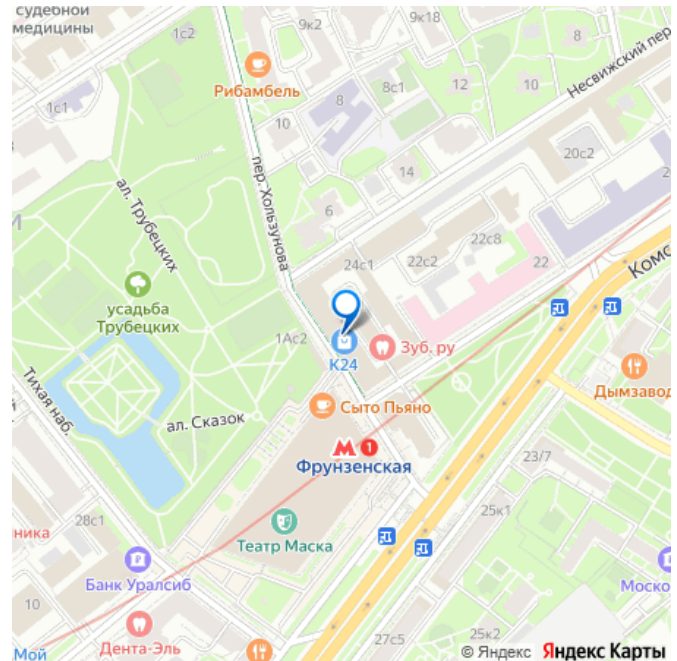 судебной
медицины
1с2
9к2
9к18
8
Рибамбель
Несвижский пер.
1с1
10
8
8с1
12
10
20с2
ал. Трубецких
пер. Хользунова
14
6
24с1
22с2
22с8
22
Комс
усадьба
Трубецких
1Ас2
К24
Зуб. ру
Дымзавод
Тихая наб.
ал. Сказок
Сыто Пьяно
М 1
Фрунзенская
23/7
25к1
28с1
ника
Театр Маска
Банк Уралсиб
Моско
10
Дента-Эль
Мой
27с5
25к2
© Яндекс Яндекс Карты